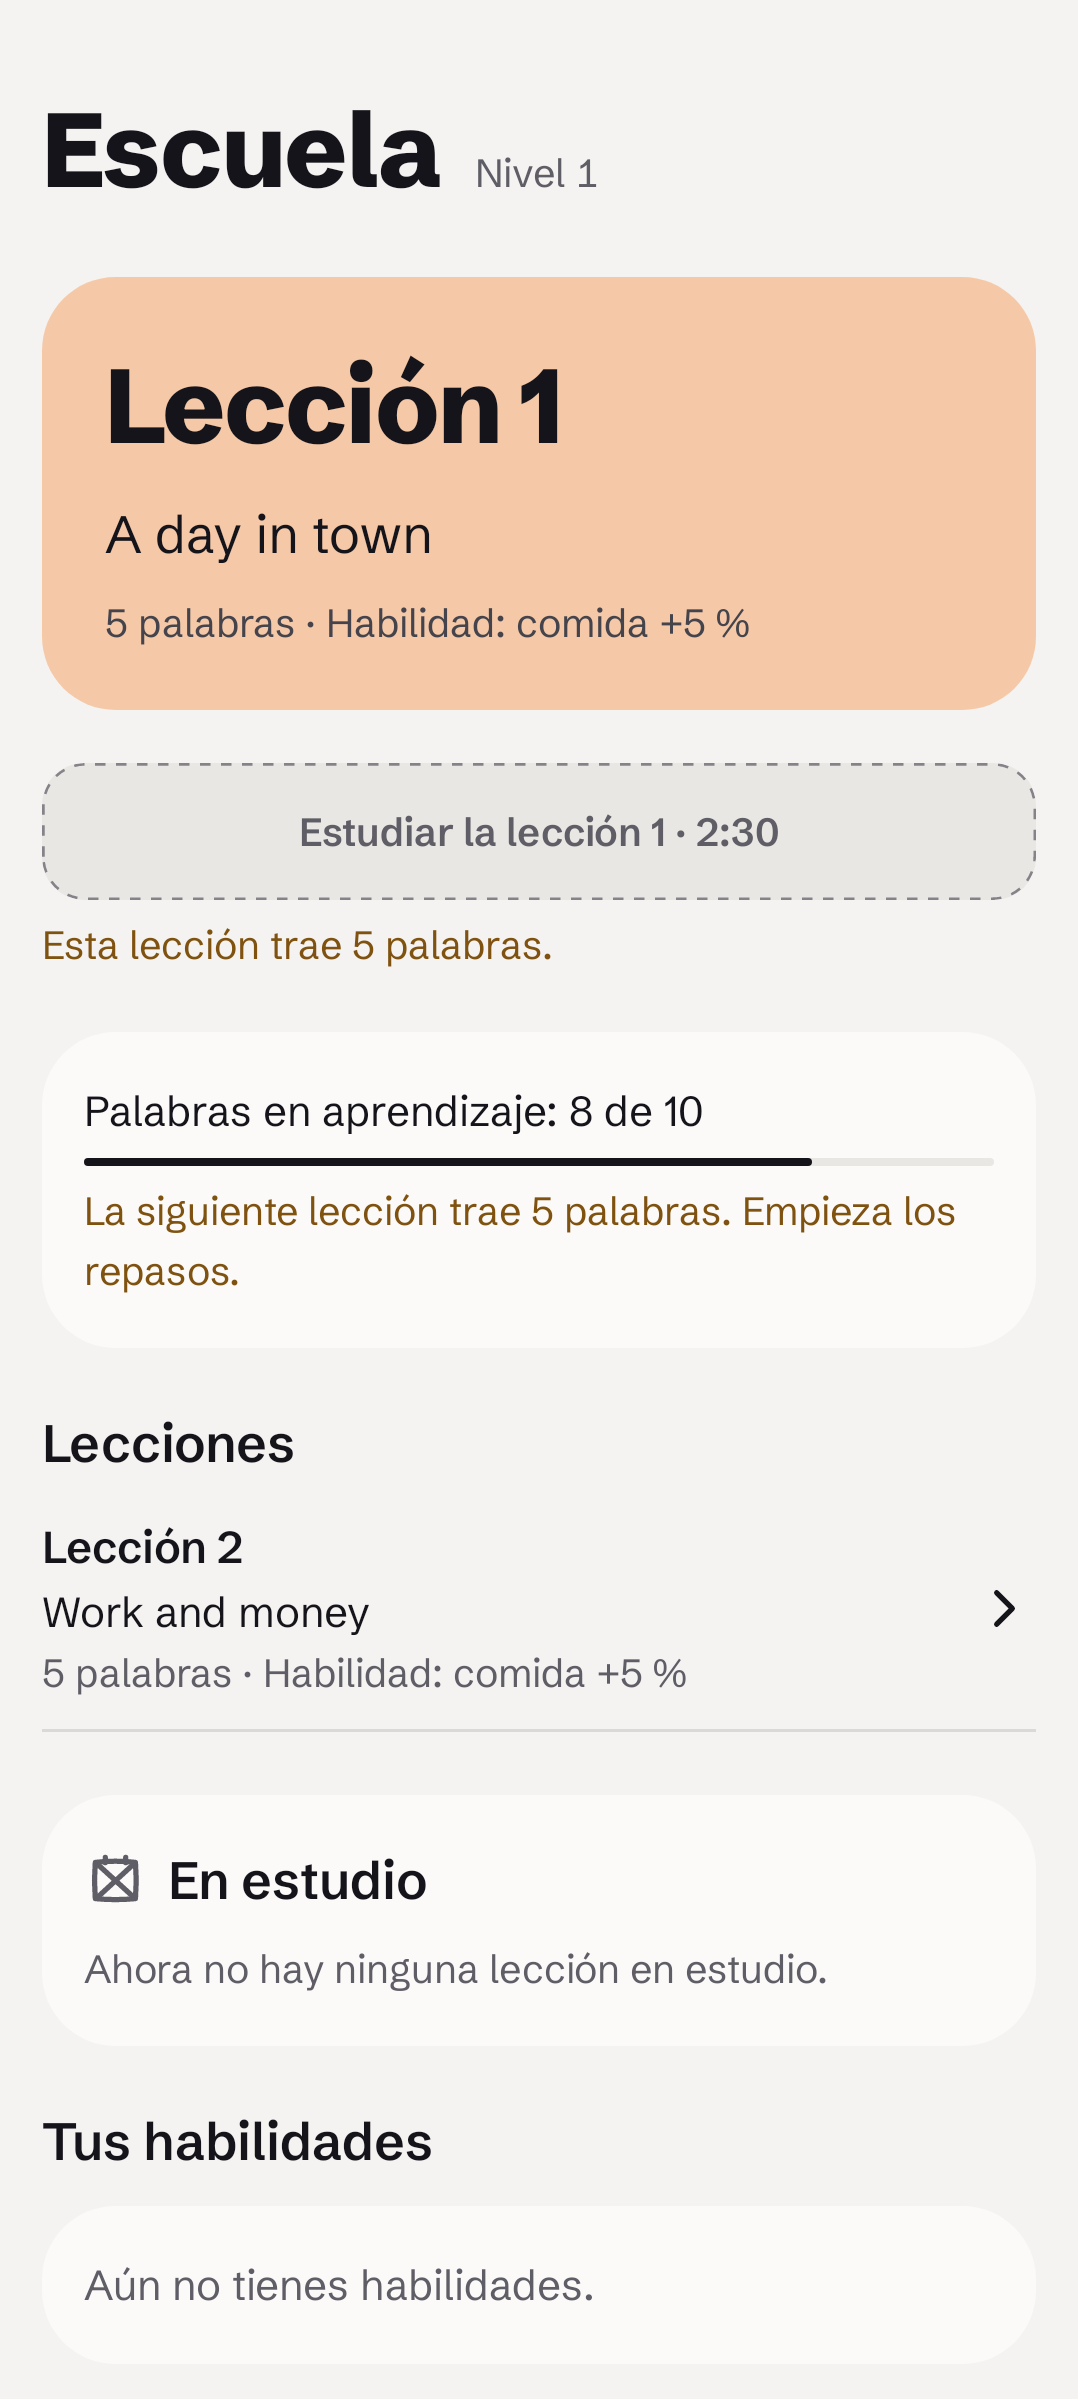 Escuela Nivel 1
Lección 1
A day in town
5 palabras · Habilidad: comida +5 %
Estudiar la lección 1 · 2:30
Esta lección trae 5 palabras.
Palabras en aprendizaje: 8 de 10
La siguiente lección trae 5 palabras. Empieza los
repasos.
Lecciones
Lección 2
Work and money
5 palabras · Habilidad: comida +5 %
En estudio
Ahora no hay ninguna lección en estudio.
Tus habilidades
Aún no tienes habilidades.